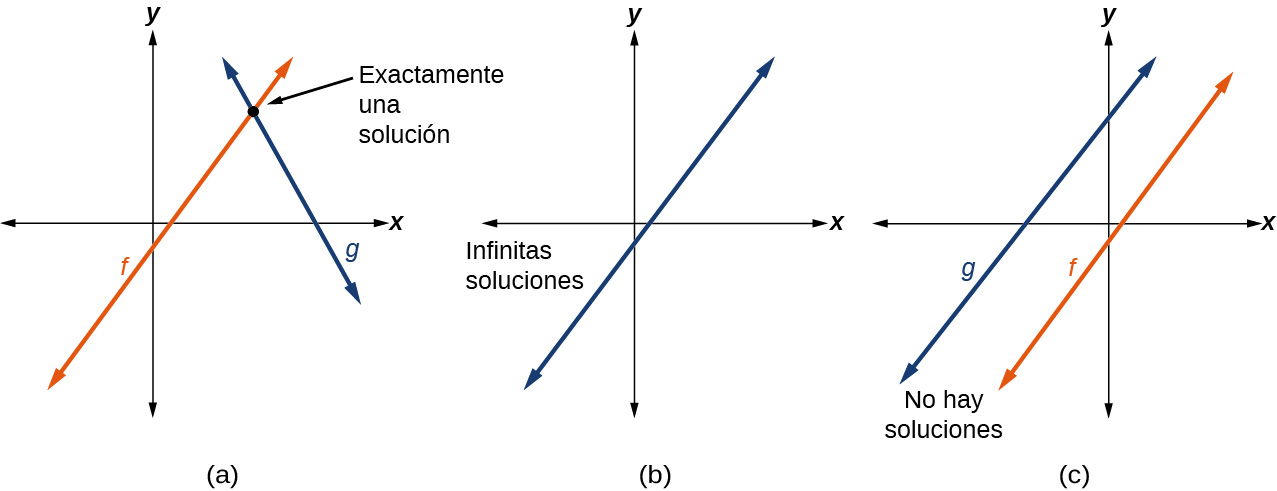 y
Exactamente
una
solución
x
f
g
(a)
y
x
Infinitas
soluciones
(b)
y
x
g
f
No hay
soluciones
(c)